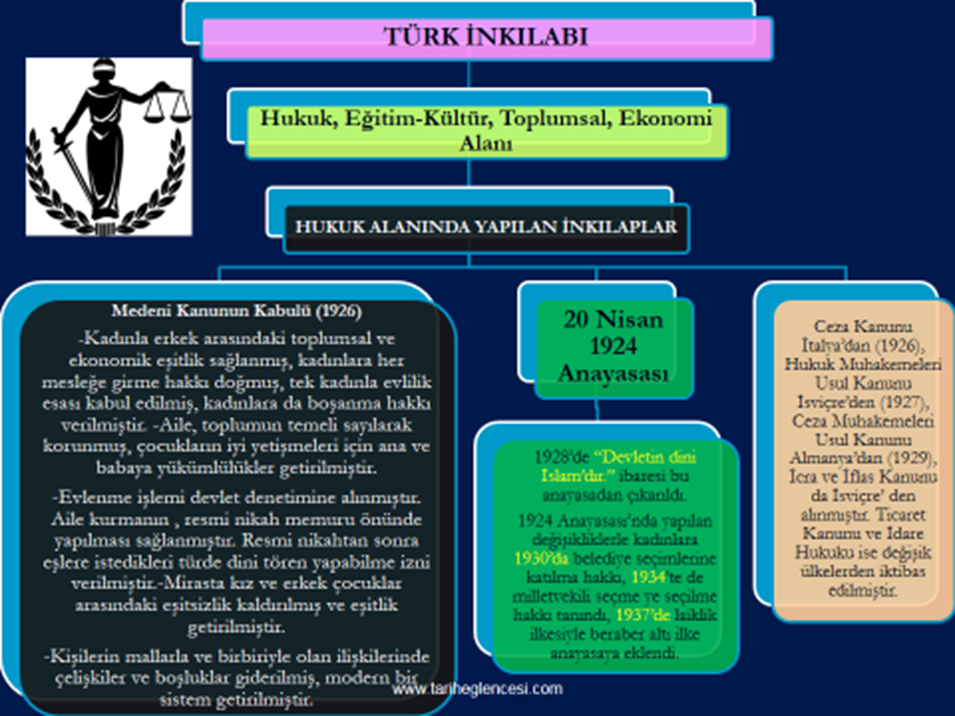 TÜRK İNKILABI
Hukuk, Eğitim-Kültür, Toplumsal, Ekonomi
Alanı
HUKUK ALANINDA YAPILAN İNKILAPLAR
Medeni Kanunun Kabulü (1926)
-Kadınla erkek arasındaki toplumsal ve
ekonomik eşitlik sağlanmış, kadınlara her
mesleğe girme hakkı doğmuş, tek kadınla evlilik
esası kabul edilmiş, kadınlara da boşanma hakkı
verilmiştir. -Aile, toplumun temeli sayılarak
korunmuş, çocukların iyi yetişmeleri için ana ve
babaya yükümlülükler getirilmiştir.
-Evlenme işlemi devlet denetimine alınmıştır.
Aile kurmanın , resmi nikah memuru önünde
yapılması sağlanmıştır. Resmi nikahtan sonra
eşlere istedikleri türde dini tören yapabilme izni
verilmiştir.-Mirasta kız ve erkek çocuklar
arasındaki eşitsizlik kaldırılmış ve eşitlik
getirilmiştir.
-Kişilerin mallarla ve birbiriyle olan ilişkilerinde
çelişkiler ve boşluklar giderilmiş, modern bir
sistem getirilmiştir.
20 Nisan
1924
Anayasası
1928'de “Devletin dini
İslam'dır.” ibaresi bu
anayasadan çıkarıldı.
1924 Anayasası'nda yapılan
değişikliklerle kadınlara
1930'da belediye seçimlerine
katılma hakkı, 1934'te de
milletvekili seçme ve seçilme
hakkı tanındı, 1937'de laiklik
ilkesiyle beraber altı ilke
anayasaya eklendi.
Ceza Kanunu
İtalya'dan (1926),
Hukuk Muhakemeleri
Usul Kanunu
İsviçre'den (1927),
Ceza Muhakemeleri
Usul Kanunu
Almanya'dan (1929),
İcra ve İflas Kanunu
da İsviçre' den
alınmıştır. Ticaret
Kanunu ve İdare
Hukuku ise değişik
ülkelerden iktibas
edilmiştir.
www.tariheglencesi.com